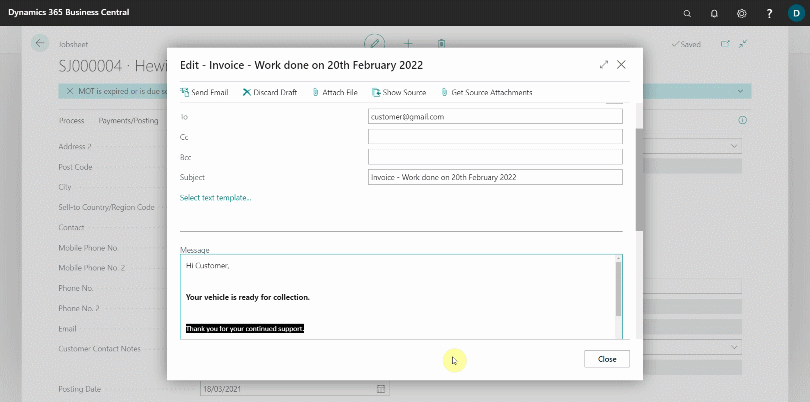 Dynamics 365 Business Central
?
D
Jobsheet
Saved
SJ000004 · Hewi
MOT is expired or is due so
Process
Payments/Posting
Address 2
Post Code
City
Sell-to Country/Region Code
Contact
Mobile Phone No
Mobile Phone No. 2
Phone No.
Phone No. 2
Email
Customer Contact Notes
Posting Date
18/03/2021
Edit - Invoice - Work done on 20th February 2022
Send Email
Discard Draft
Attach File
Show Source
Get Source Attachments
To
customer@gmail.com
Cc
Bcc
Subject
Invoice - Work done on 20th February 2022
Select text template...
Message
Hi Customer,
Your vehicle is ready for collection.
Thank you for your continued support.
Close